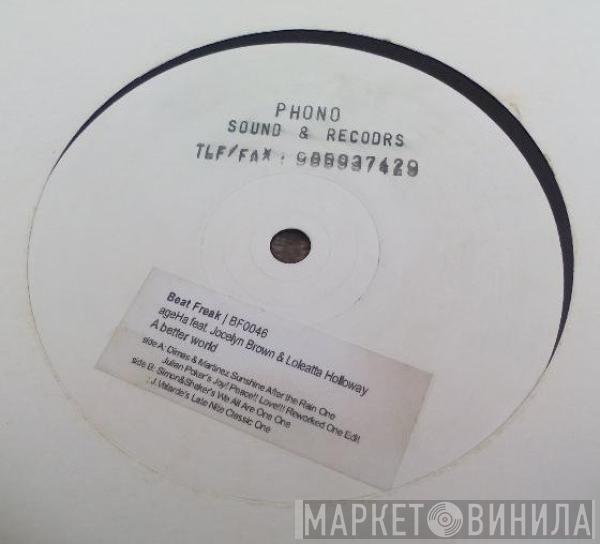 PHONO
SOUND & RECODRS
TLF/FAX: 985937429
Beat Freak | BF0046
ageHa feat. Jocelyn Brown & Loleatta Holloway
A better world
side A: Dimas & Martinez Sunshine After the Rain One
Julian Poker's Joy! Peace!! Love!!! Reworked One Edit
side B: Simon&Shaker's We All Are One One
: J.Velarde's Late Nite Classic One
МАРКЕТ ВИНИЛА